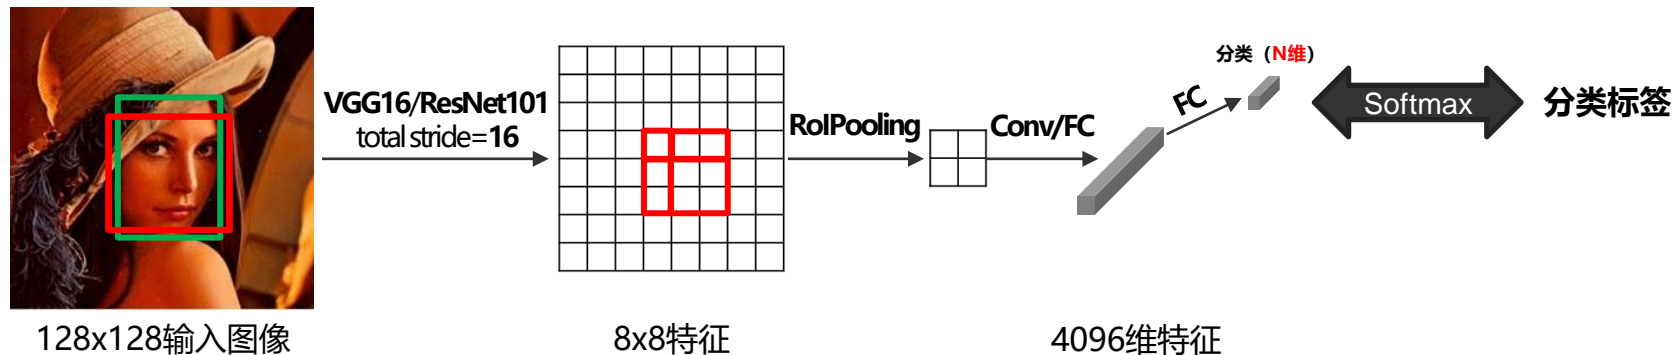 VGG16/ResNet101
total stride=16
128x128输入图像
8x8特征
RoIPooling
Conv/FC
4096维特征
FC
分类（N维）
Softmax
分类标签